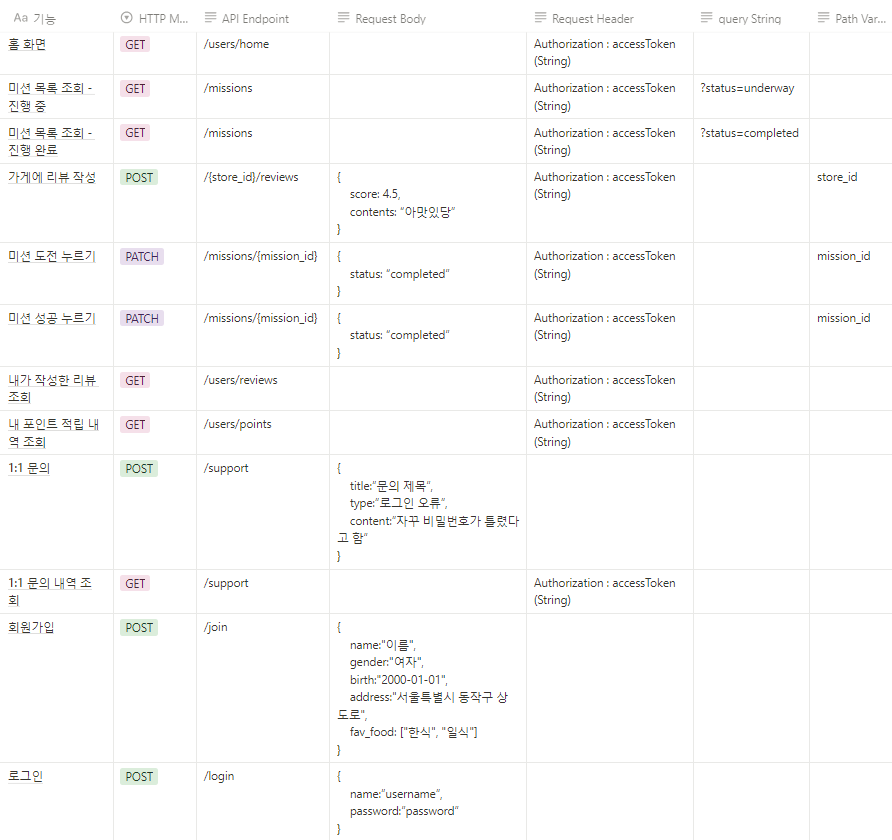 Aa 기능 HTTP M... API Endpoint Request Body Request Header query String Path Var...
홈 화면 GET /users/home Authorization : accessToken
(String)
미션 목록 조회 - GET /missions Authorization : accessToken ?status=underway
진행 중 (String)
미션 목록 조회 - GET /missions Authorization : accessToken ?status=completed
진행 완료 (String)
가게에 리뷰 작성 POST /{store_id}/reviews { Authorization : accessToken store_id
score: 4.5, (String)
contents: “아맛있당”
}
미션 도전 누르기 PATCH /missions/{mission_id} { Authorization : accessToken mission_id
status: “completed” (String)
}
미션 성공 누르기 PATCH /missions/{mission_id} { Authorization : accessToken mission_id
status: “completed” (String)
}
내가 작성한 리뷰 GET /users/reviews Authorization : accessToken
조회 (String)
내 포인트 적립 내 GET /users/points Authorization : accessToken
역 조회 (String)
1:1 문의 POST /support {
title:”문의 제목”,
type:”로그인 오류”,
content:”자꾸 비밀번호가 틀렸다
고 함”
}
1:1 문의 내역 조 GET /support Authorization : accessToken
회 (String)
회원가입 POST /join {
name:"이름",
gender:"여자",
birth:"2000-01-01",
address:"서울특별시 동작구 상
도로",
fav_food: ["한식", "일식"]
}
로그인 POST /login {
name:”username”,
password:”password”
}